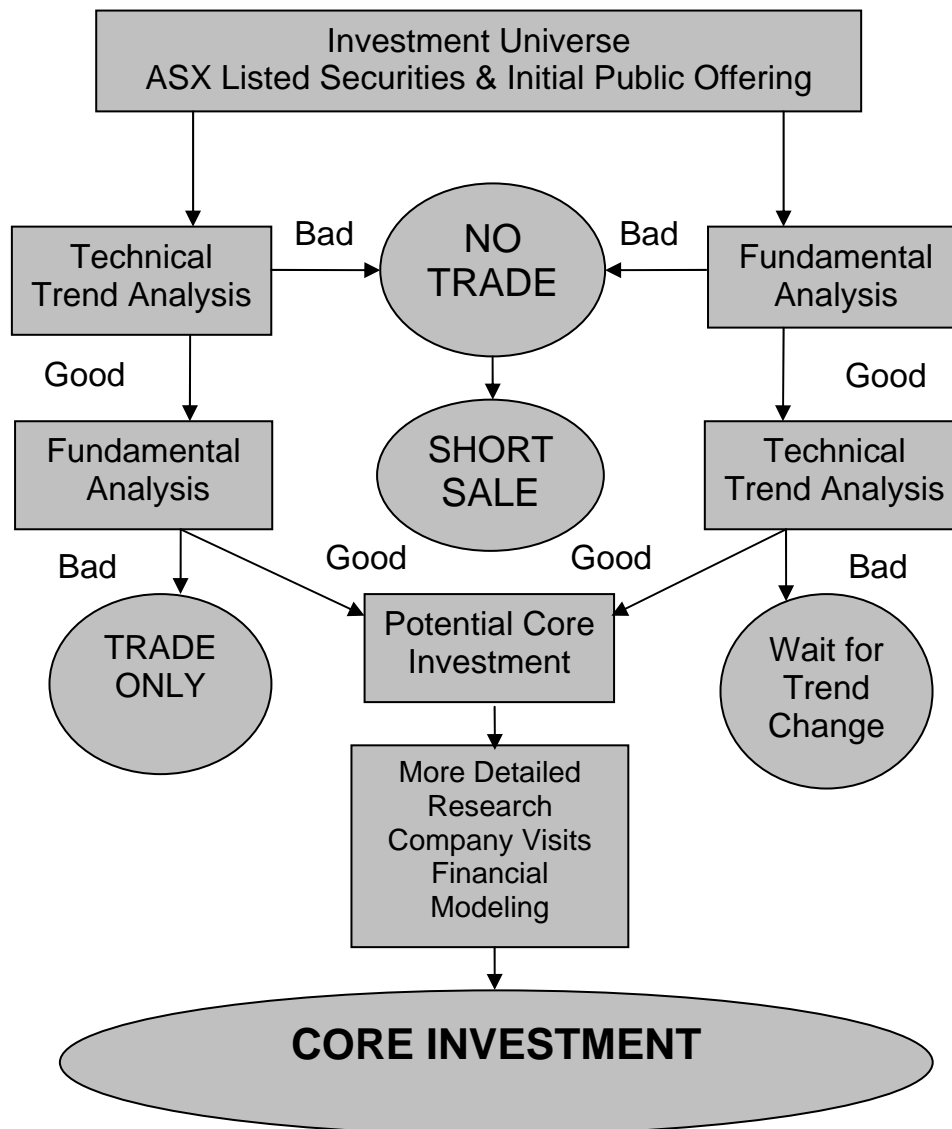 Investment Universe
ASX Listed Securities & Initial Public Offering
Bad
NO
TRADE
Bad
Technical
Trend Analysis
Fundamental
Analysis
Good
Good
Fundamental
Analysis
SHORT
SALE
Technical
Trend Analysis
Bad
Good
Good
Bad
TRADE
ONLY
Potential Core
Investment
Wait for
Trend
Change
More Detailed
Research
Company Visits
Financial
Modeling
CORE INVESTMENT